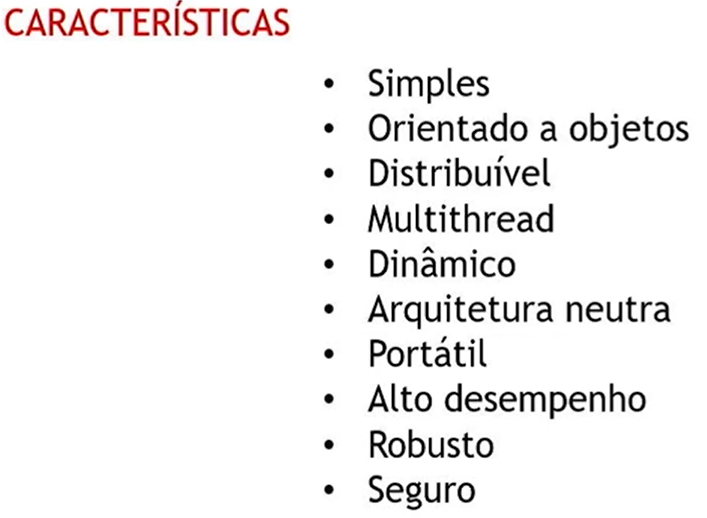 CARACTERÍSTICAS
• Simples
• Orientado a objetos
• Distribuível
• Multithread
• Dinâmico
• Arquitetura neutra
• Portátil
• Alto desempenho
• Robusto
• Seguro